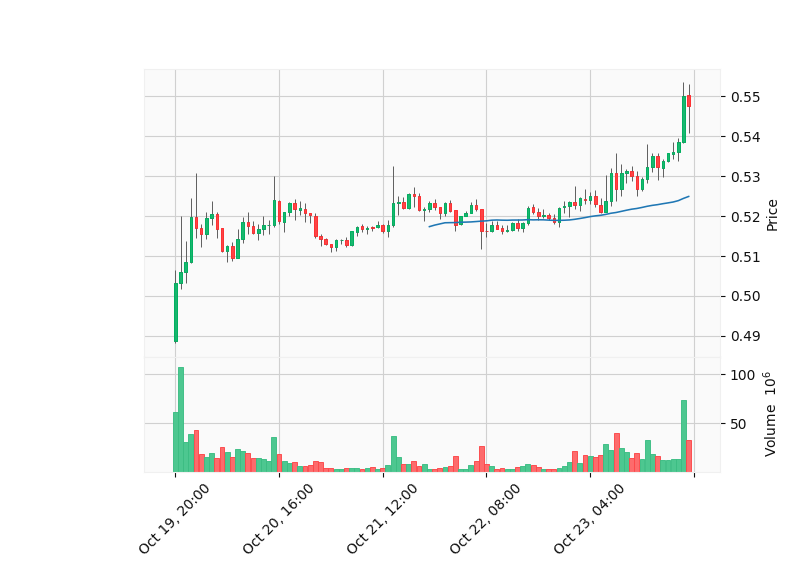 0.55
0.54
0.53
0.52
0.51
0.50
0.49
Price
100
50
Volume 10⁶
Oct 19, 20:00
Oct 20, 16:00
Oct 21, 12:00
Oct 22, 08:00
Oct 23, 04:00